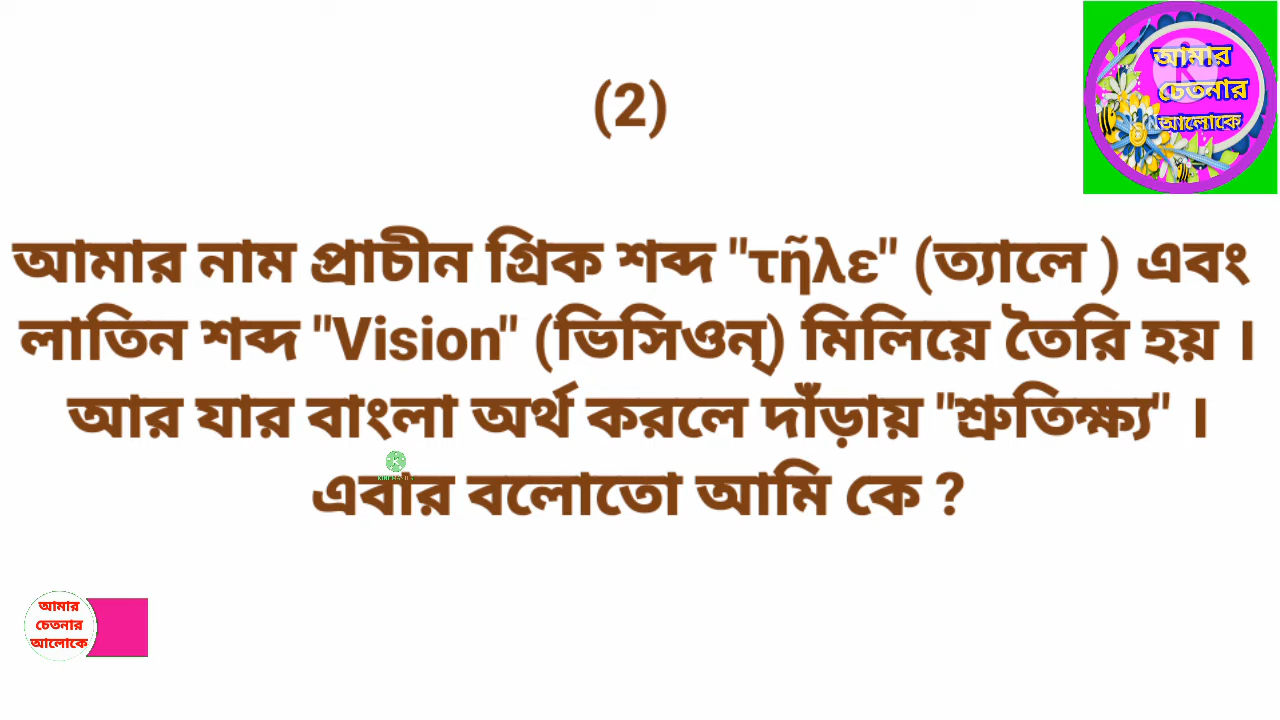 (2)
আমার
চেতনার
আলোকে
আমার নাম প্রাচীন গ্রিক শব্দ "τῆλε" (ত্যালে ) এবং
লাতিন শব্দ "Vision" (ভিসিওন্) মিলিয়ে তৈরি হয় ।
আর যার বাংলা অর্থ করলে দাঁড়ায় "শ্রুতিক্ষ্য" ।
এবার বলোতো আমি কে ?
আমার
চেতনার
আলোকে